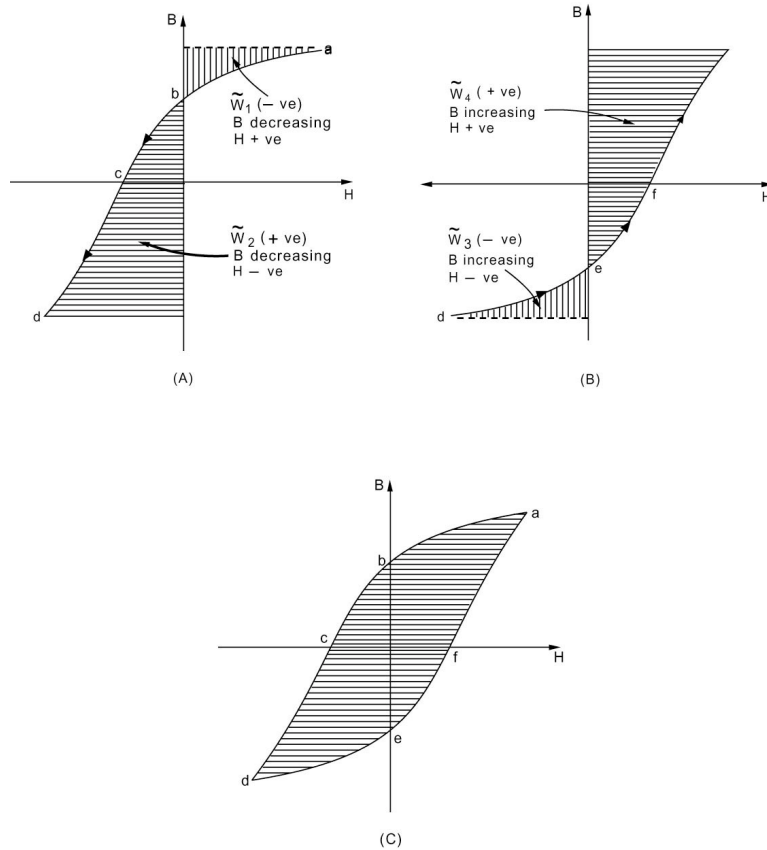 B
a
b
W̃1 (– ve)
B decreasing
H + ve
c
H
W̃2 (+ ve)
B decreasing
H – ve
d
(A)
B
W̃4 (+ ve)
B increasing
H + ve
f
H
W̃3 (– ve)
B increasing
H – ve
e
d
(B)
B
a
b
c
f
H
e
d
(C)